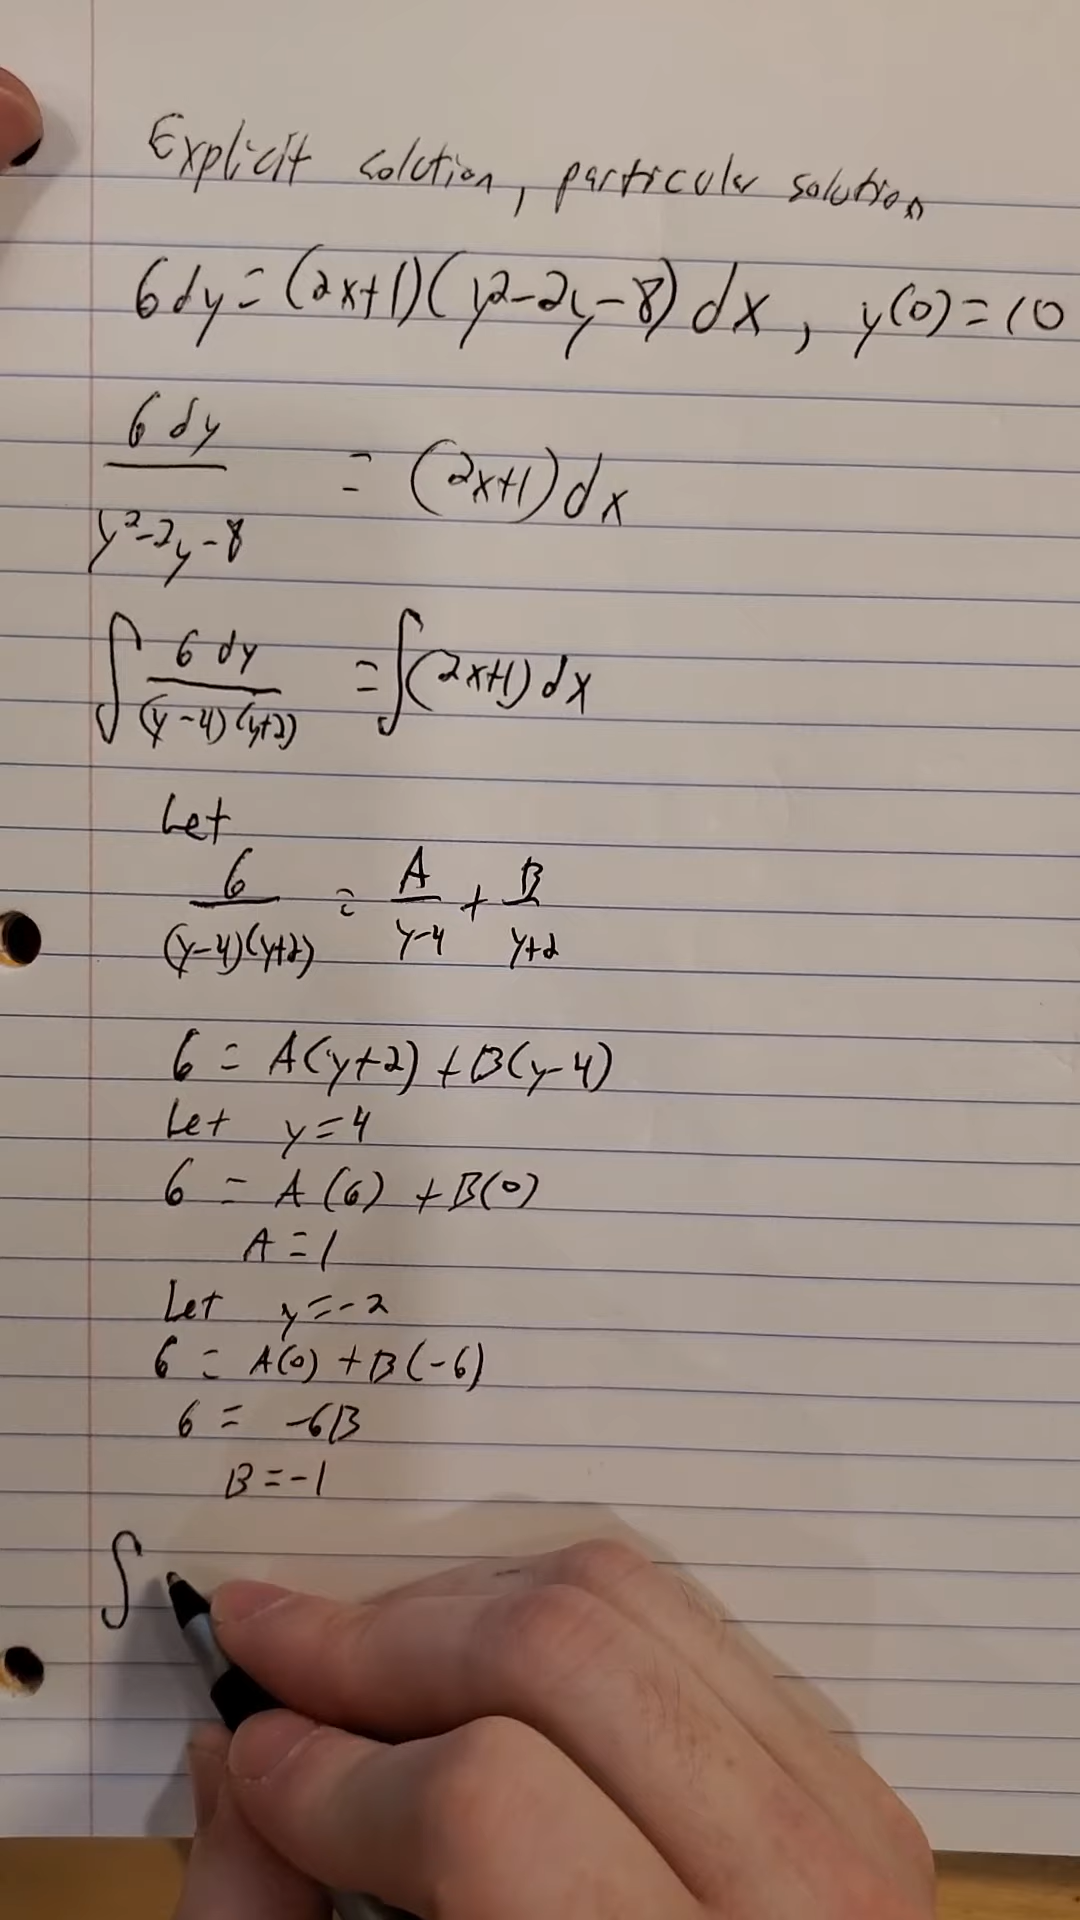 Explicit solution, particular solution
6dy=(2x+1)(y²-2y-8)dx, y(0)=10
6 dy / y²-2y-8 = (2x+1)dx
∫ 6 dy / (y-4)(y+2) = ∫(2x+1)dx
Let
6 / (y-4)(y+2) = A / y-4 + B / y+2
6 = A(y+2) + B(y-4)
Let y=4
6 = A(6) + B(0)
A = 1
Let y=-2
6 = A(0) + B(-6)
6 = -6B
B = -1
∫